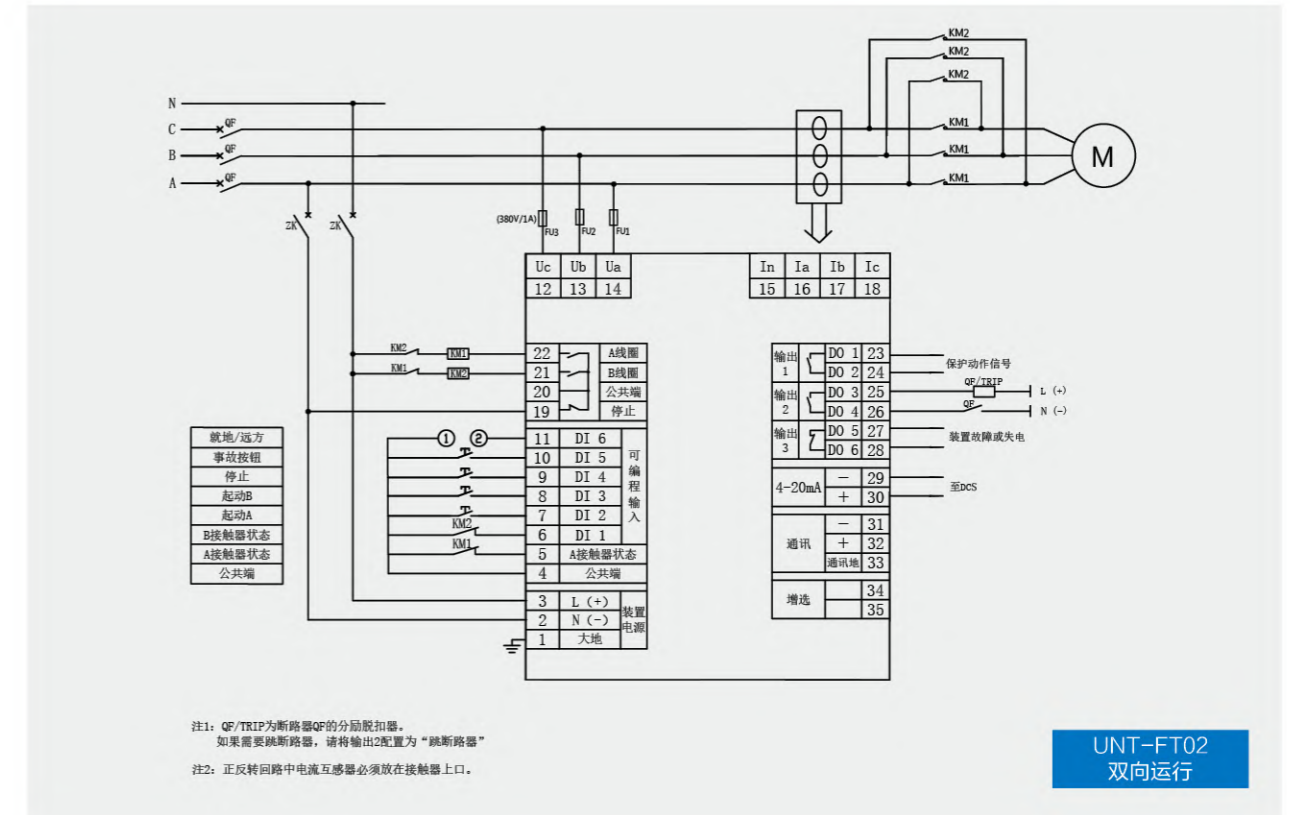 KM2
KM2
KM2
N
C QF KM1
B QF KM1
A QF KM1
M
ZK ZK
(380V/1A) FU3 FU2 FU1
Uc Ub Ua
12 13 14
In Ia Ib Ic
15 16 17 18
KM2 KM1 22 A线圈
KM1 KM2 21 B线圈
20 公共端
19 停止
① ② 11 DI 6
10 DI 5
9 DI 4
8 DI 3
7 DI 2
KM2 6 DI 1
可编程输入
KM1 5 A接触器状态
4 公共端
3 L (+)
2 N (-)
装置电源
1 大地
就地/远方
事故按钮
停止
起动B
起动A
B接触器状态
A接触器状态
公共端
输出1 DO 1 23
DO 2 24
保护动作信号
输出2 DO 3 25 QF/TRIP L (+)
DO 4 26 QF N (-)
输出3 DO 5 27
DO 6 28
装置故障或失电
4-20mA — 29
+ 30
至DCS
通讯 — 31
+ 32
通讯地 33
增选 34
35
注1: QF/TRIP为断路器QF的分励脱扣器。
如果需要跳断路器，请将输出2配置为“跳断路器”
注2: 正反转回路中电流互感器必须放在接触器上口。
UNT-FT02
双向运行